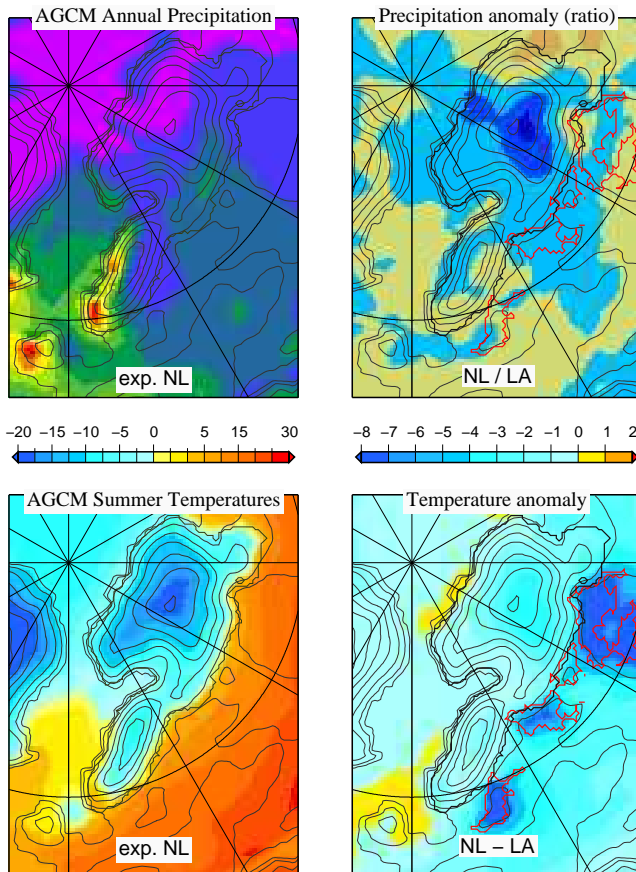 AGCM Annual Precipitation
Precipitation anomaly (ratio)
exp. NL
NL / LA
−20 −15 −10 −5 0 5 15 30
−8 −7 −6 −5 −4 −3 −2 −1 0 1 2
AGCM Summer Temperatures
Temperature anomaly
exp. NL
NL − LA